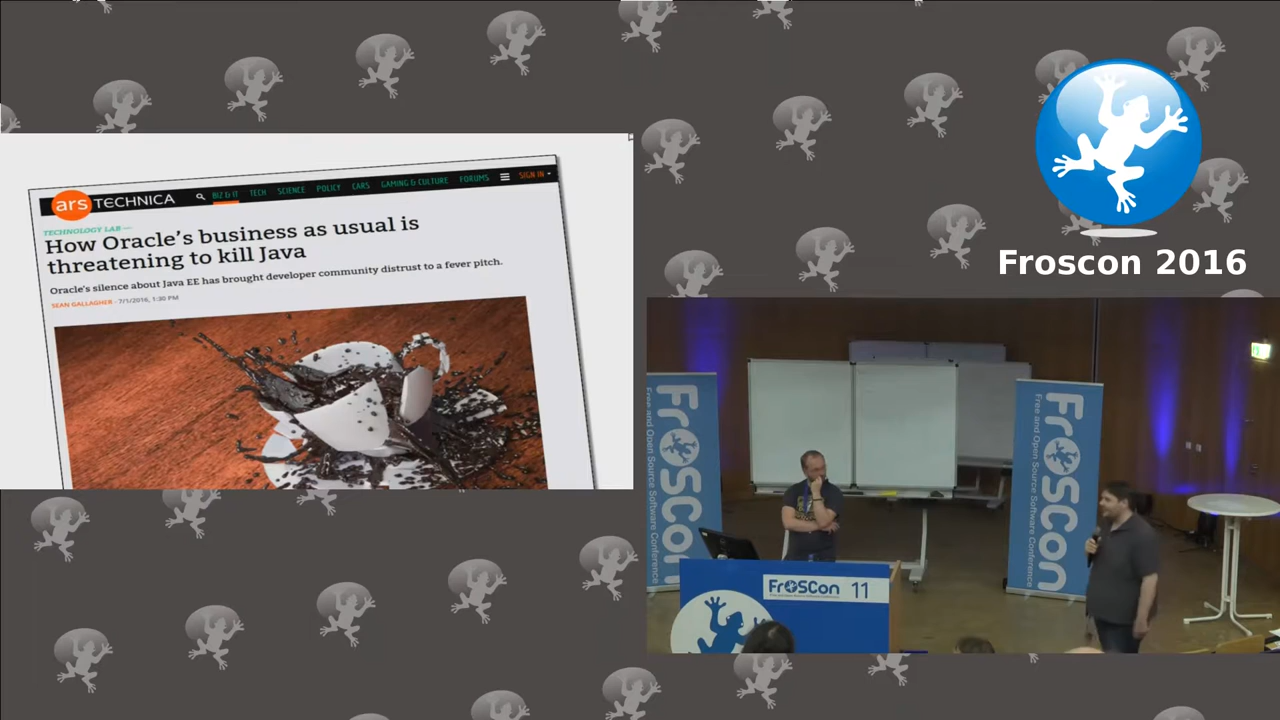 ars TECHNICA
BIZ & IT TECH SCIENCE POLICY CARS GAMING & CULTURE FORUMS SIGN IN
TECHNOLOGY LAB —
How Oracle's business as usual is
threatening to kill Java
Oracle's silence about Java EE has brought developer community distrust to a fever pitch.
SEAN GALLAGHER - 7/1/2016, 1:30 PM
Froscon 2016
FrOSCon
Free and Open Source Software Conference
FrOSCon
Free and Open Source Software Conference
FrOSCon 11